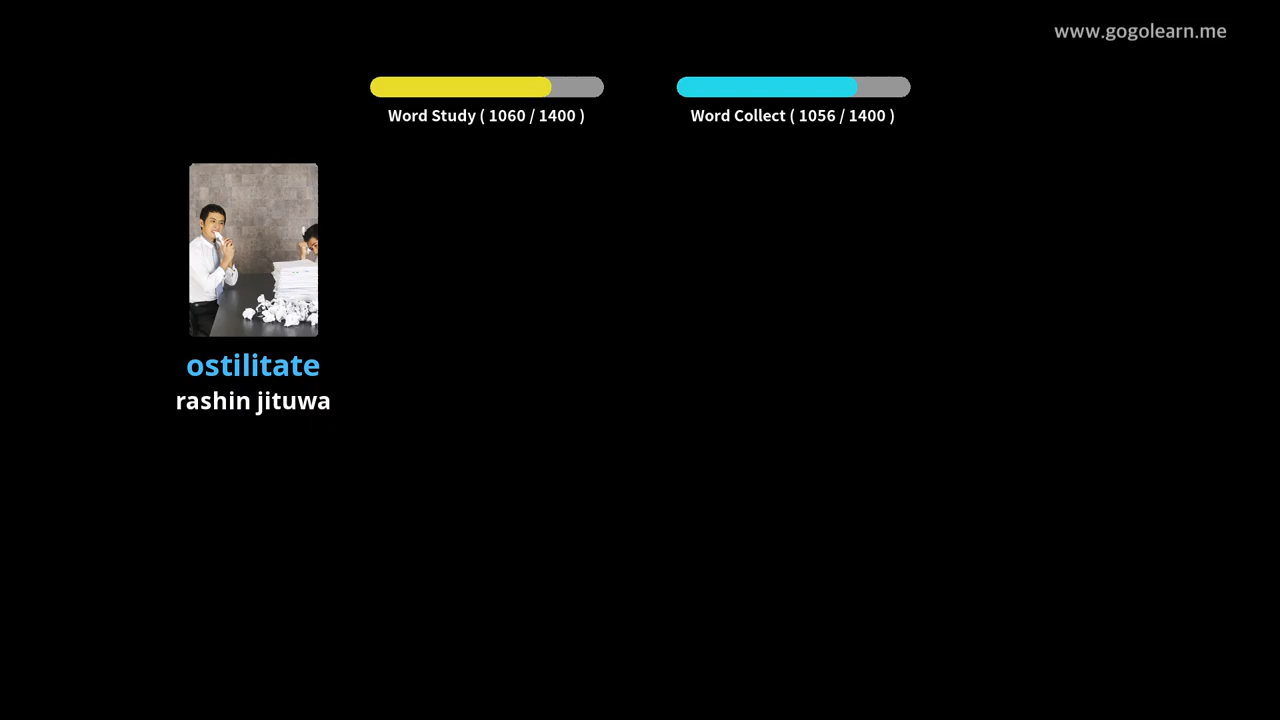 www.gogolearn.me
Word Study ( 1060 / 1400 )
Word Collect ( 1056 / 1400 )
ostilitate
rashin jituwa